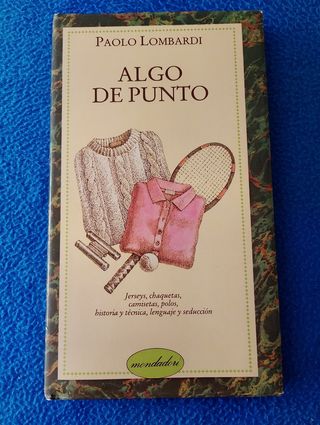 PAOLO LOMBARDI
ALGO
DE PUNTO
Jerseys, chaquetas,
camisetas, polos,
historia y técnica, lenguaje y seducción
mondadori